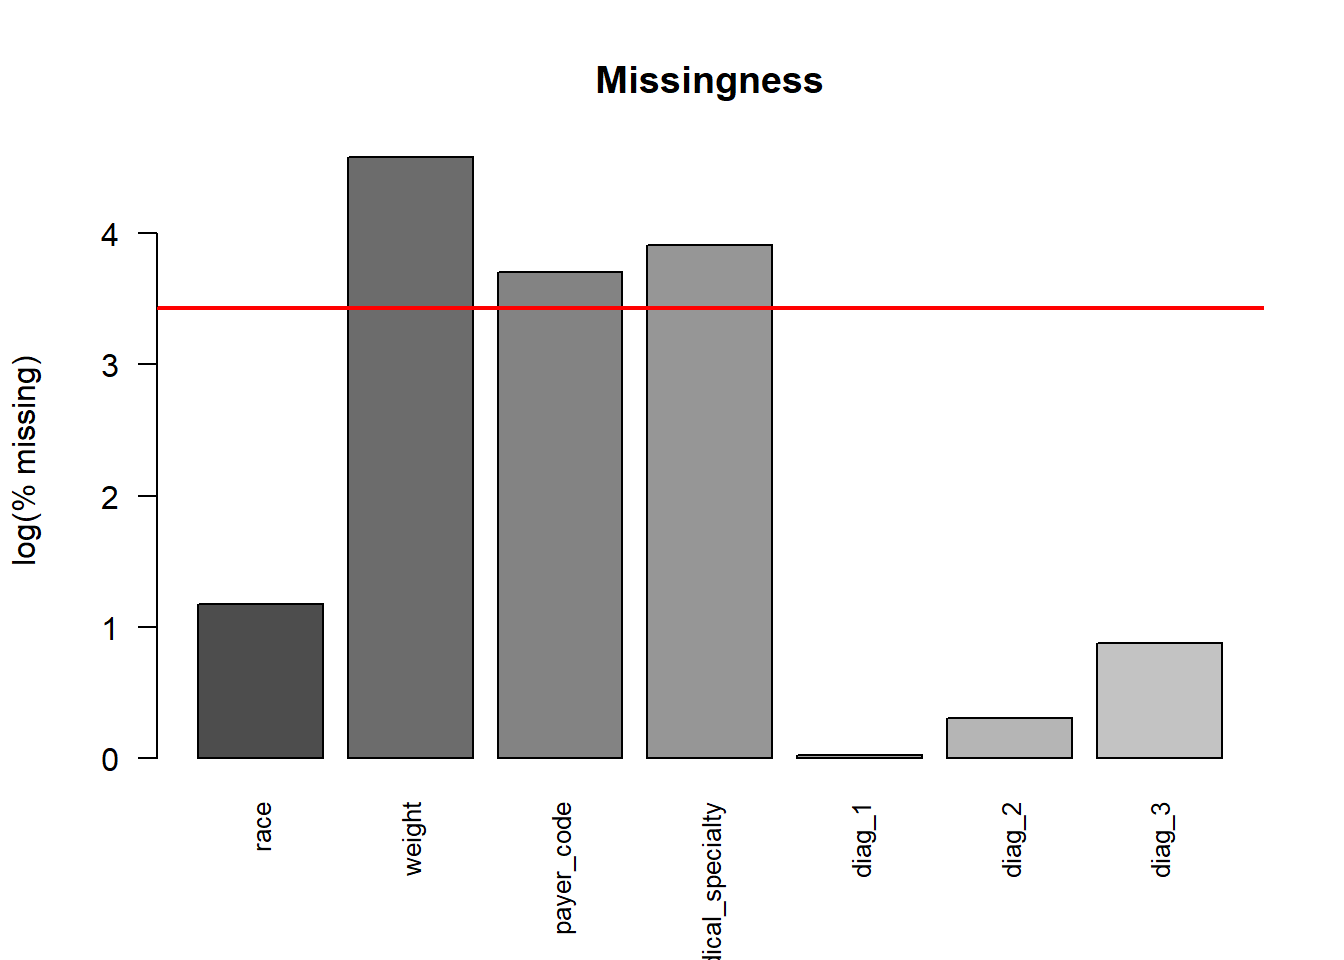 Missingness
log(% missing)
4
3
2
1
0
race
weight
payer_code
dical_specialty
diag_1
diag_2
diag_3